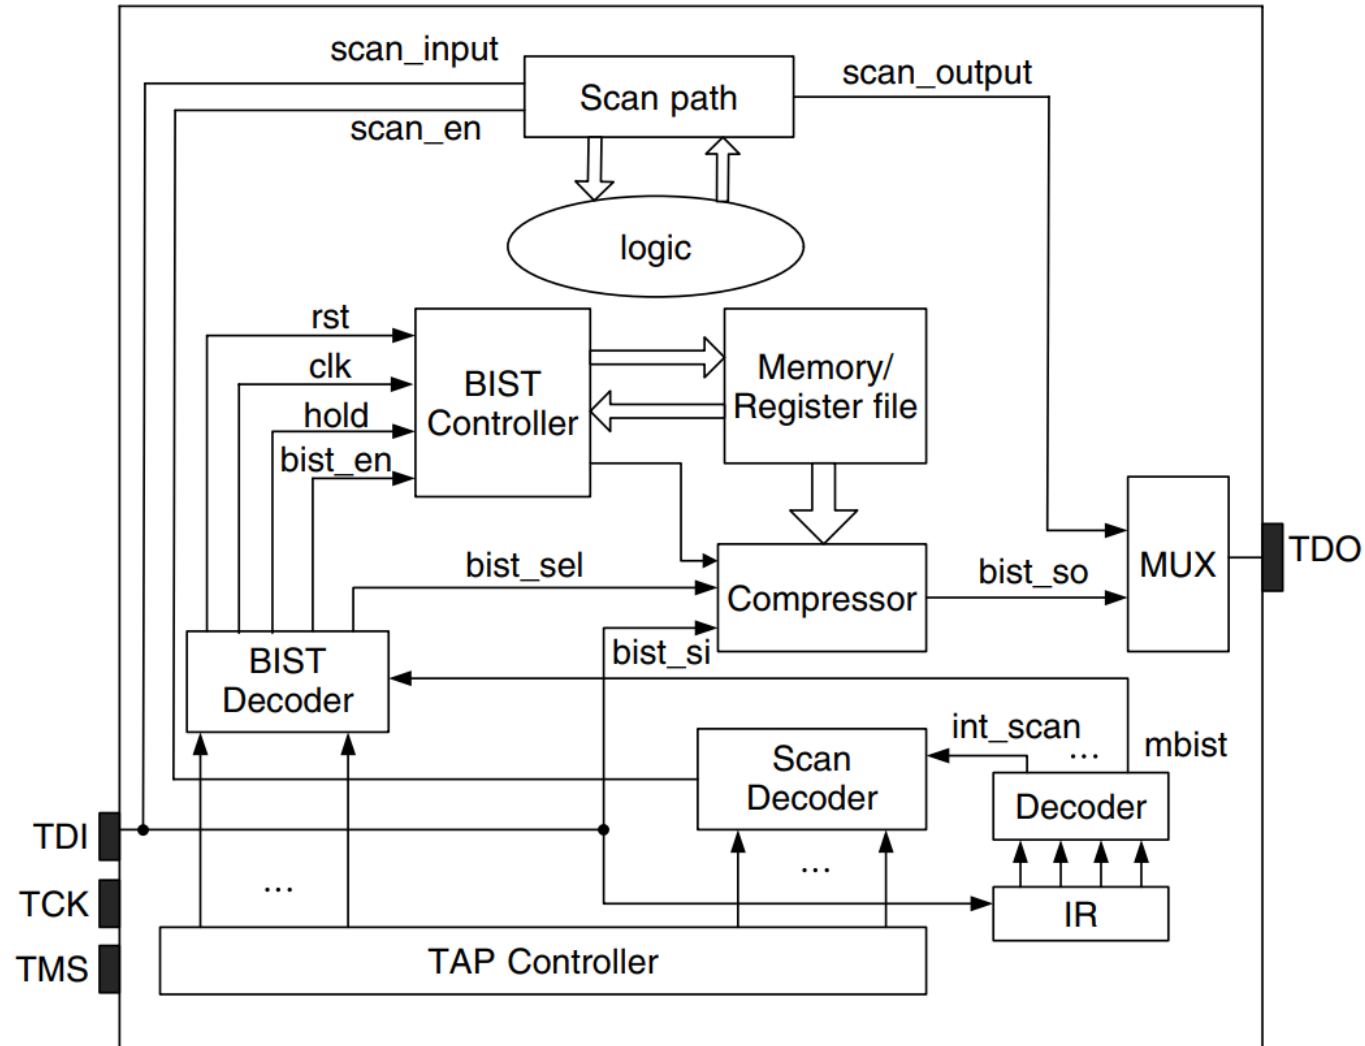 scan_input
Scan path
scan_output
scan_en
logic
rst
clk
hold
bist_en
BIST
Controller
Memory/
Register file
bist_sel
Compressor
bist_so
MUX
TDO
bist_si
BIST
Decoder
int_scan
...
mbist
Scan
Decoder
Decoder
TDI
...
...
TCK
IR
TMS
TAP Controller